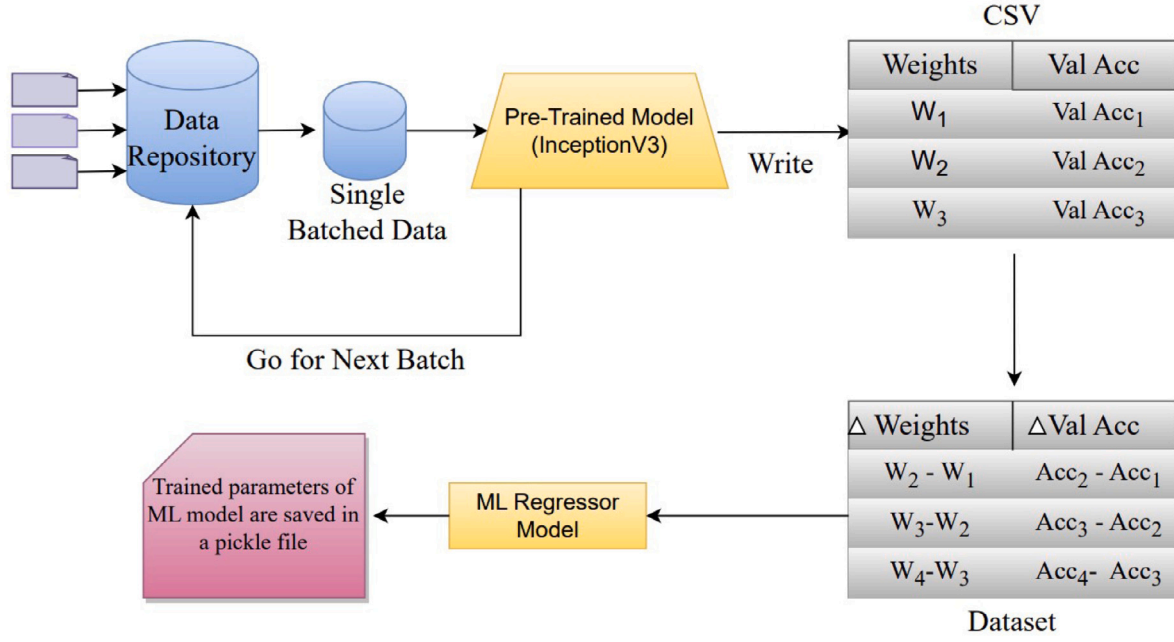 CSV
Weights Val Acc
W1 Val Acc1
W2 Val Acc2
W3 Val Acc3
Data
Repository
Single
Batched Data
Pre-Trained Model
(InceptionV3)
Write
Go for Next Batch
△ Weights △Val Acc
W2 - W1 Acc2 - Acc1
W3-W2 Acc3 - Acc2
W4-W3 Acc4- Acc3
Dataset
ML Regressor
Model
Trained parameters of
ML model are saved in
a pickle file